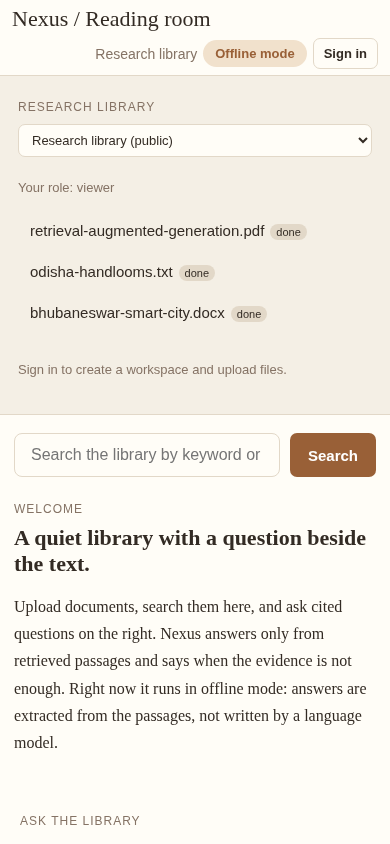 Nexus / Reading room
Research library
Offline mode
Sign in
RESEARCH LIBRARY
Research library (public)
Your role: viewer
retrieval-augmented-generation.pdf done
odisha-handlooms.txt done
bhubaneswar-smart-city.docx done
Sign in to create a workspace and upload files.
Search the library by keyword or
Search
WELCOME
A quiet library with a question beside
the text.
Upload documents, search them here, and ask cited
questions on the right. Nexus answers only from
retrieved passages and says when the evidence is not
enough. Right now it runs in offline mode: answers are
extracted from the passages, not written by a language
model.
ASK THE LIBRARY